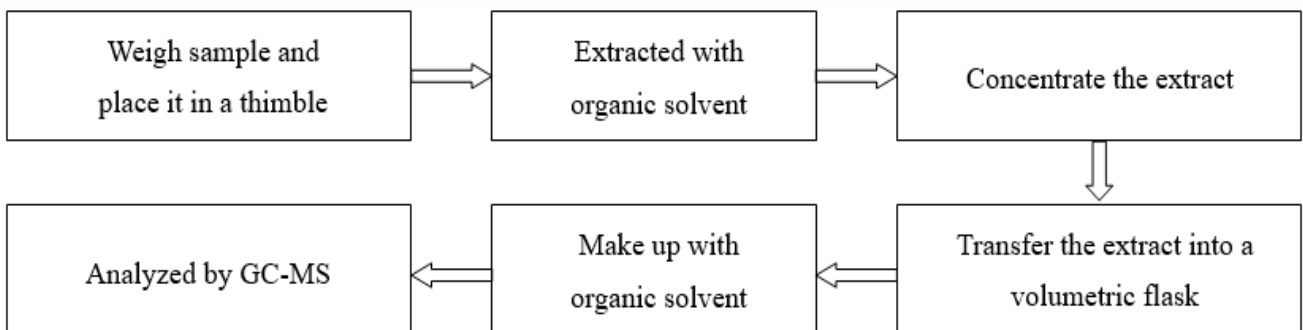 Weigh sample and
place it in a thimble
Extracted with
organic solvent
Concentrate the extract
Transfer the extract into a
volumetric flask
Make up with
organic solvent
Analyzed by GC-MS